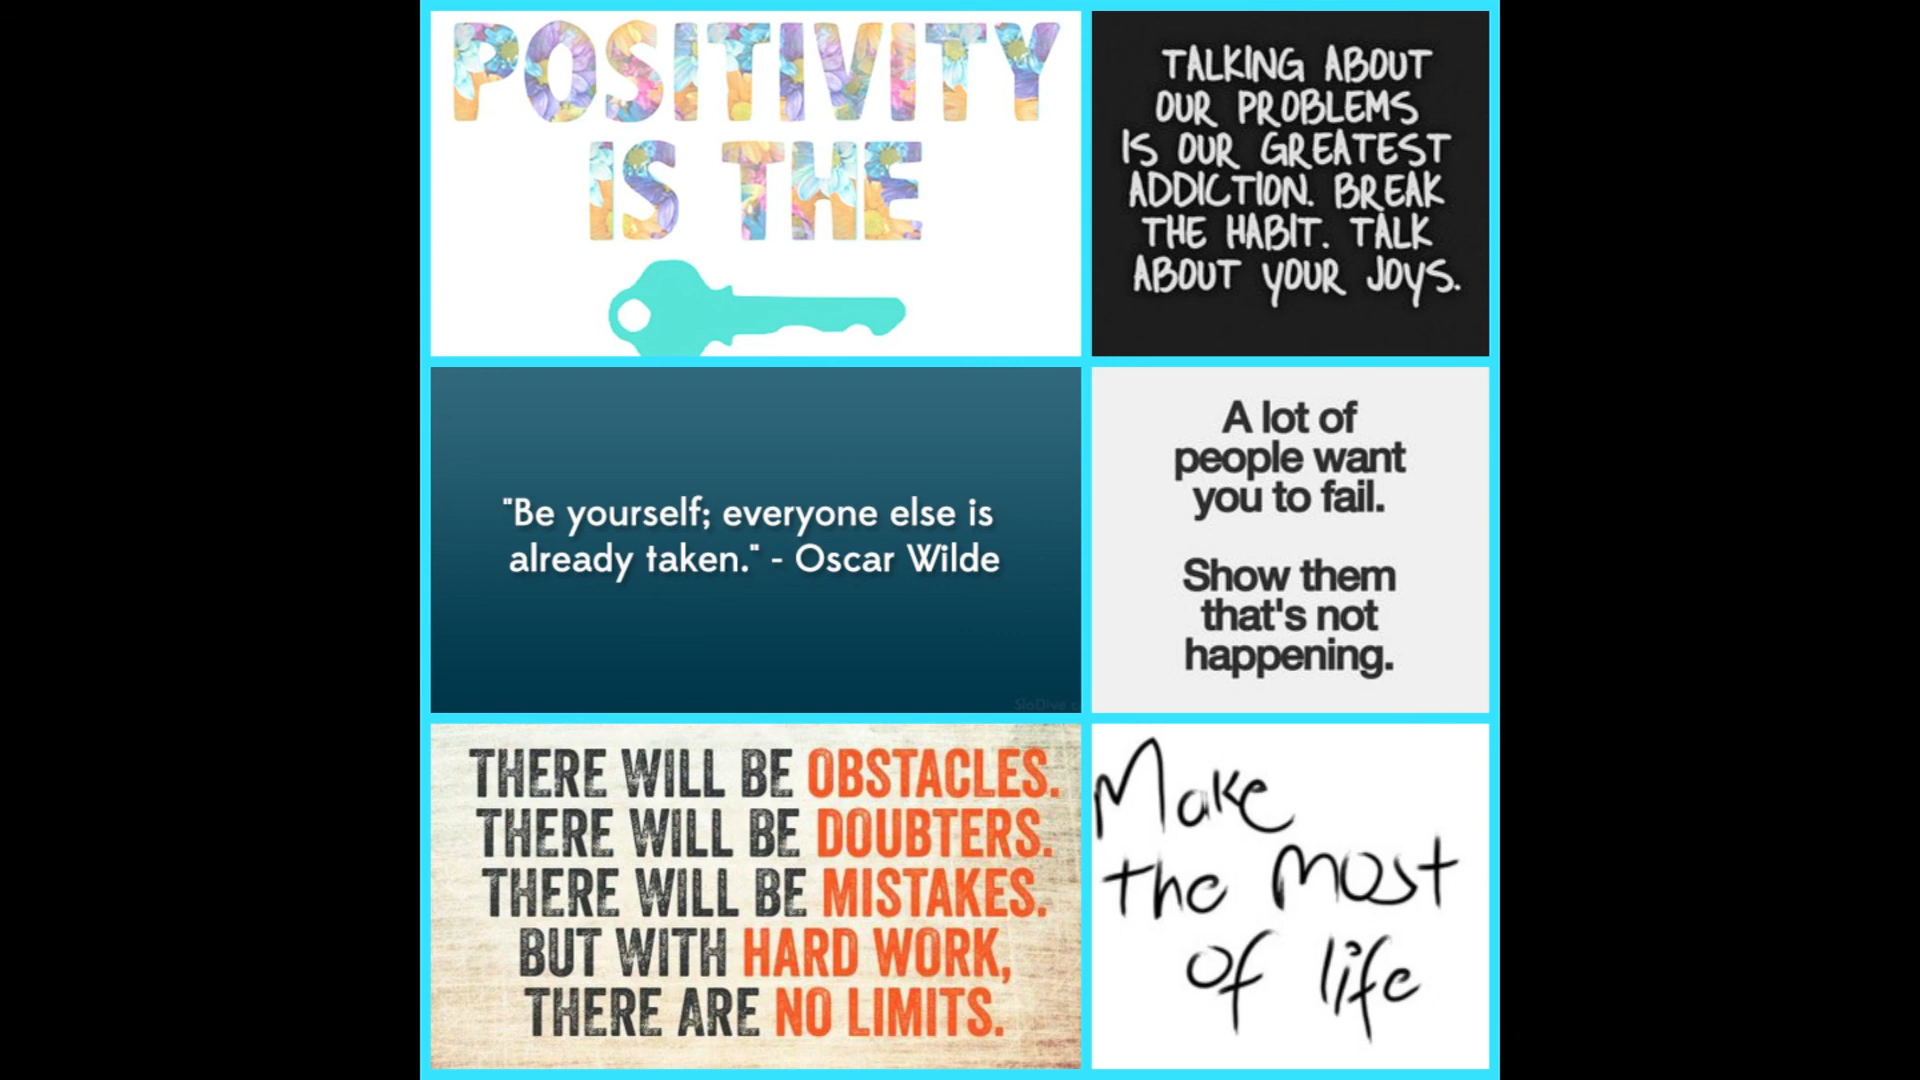 POSITIVITY
IS THE
TALKING ABOUT
OUR PROBLEMS
IS OUR GREATEST
ADDICTION. BREAK
THE HABIT. TALK
ABOUT YOUR JOYS.
"Be yourself; everyone else is
already taken." - Oscar Wilde
A lot of
people want
you to fail.
Show them
that's not
happening.
THERE WILL BE OBSTACLES.
THERE WILL BE DOUBTERS.
THERE WILL BE MISTAKES.
BUT WITH HARD WORK,
THERE ARE NO LIMITS.
Make
the most
of life